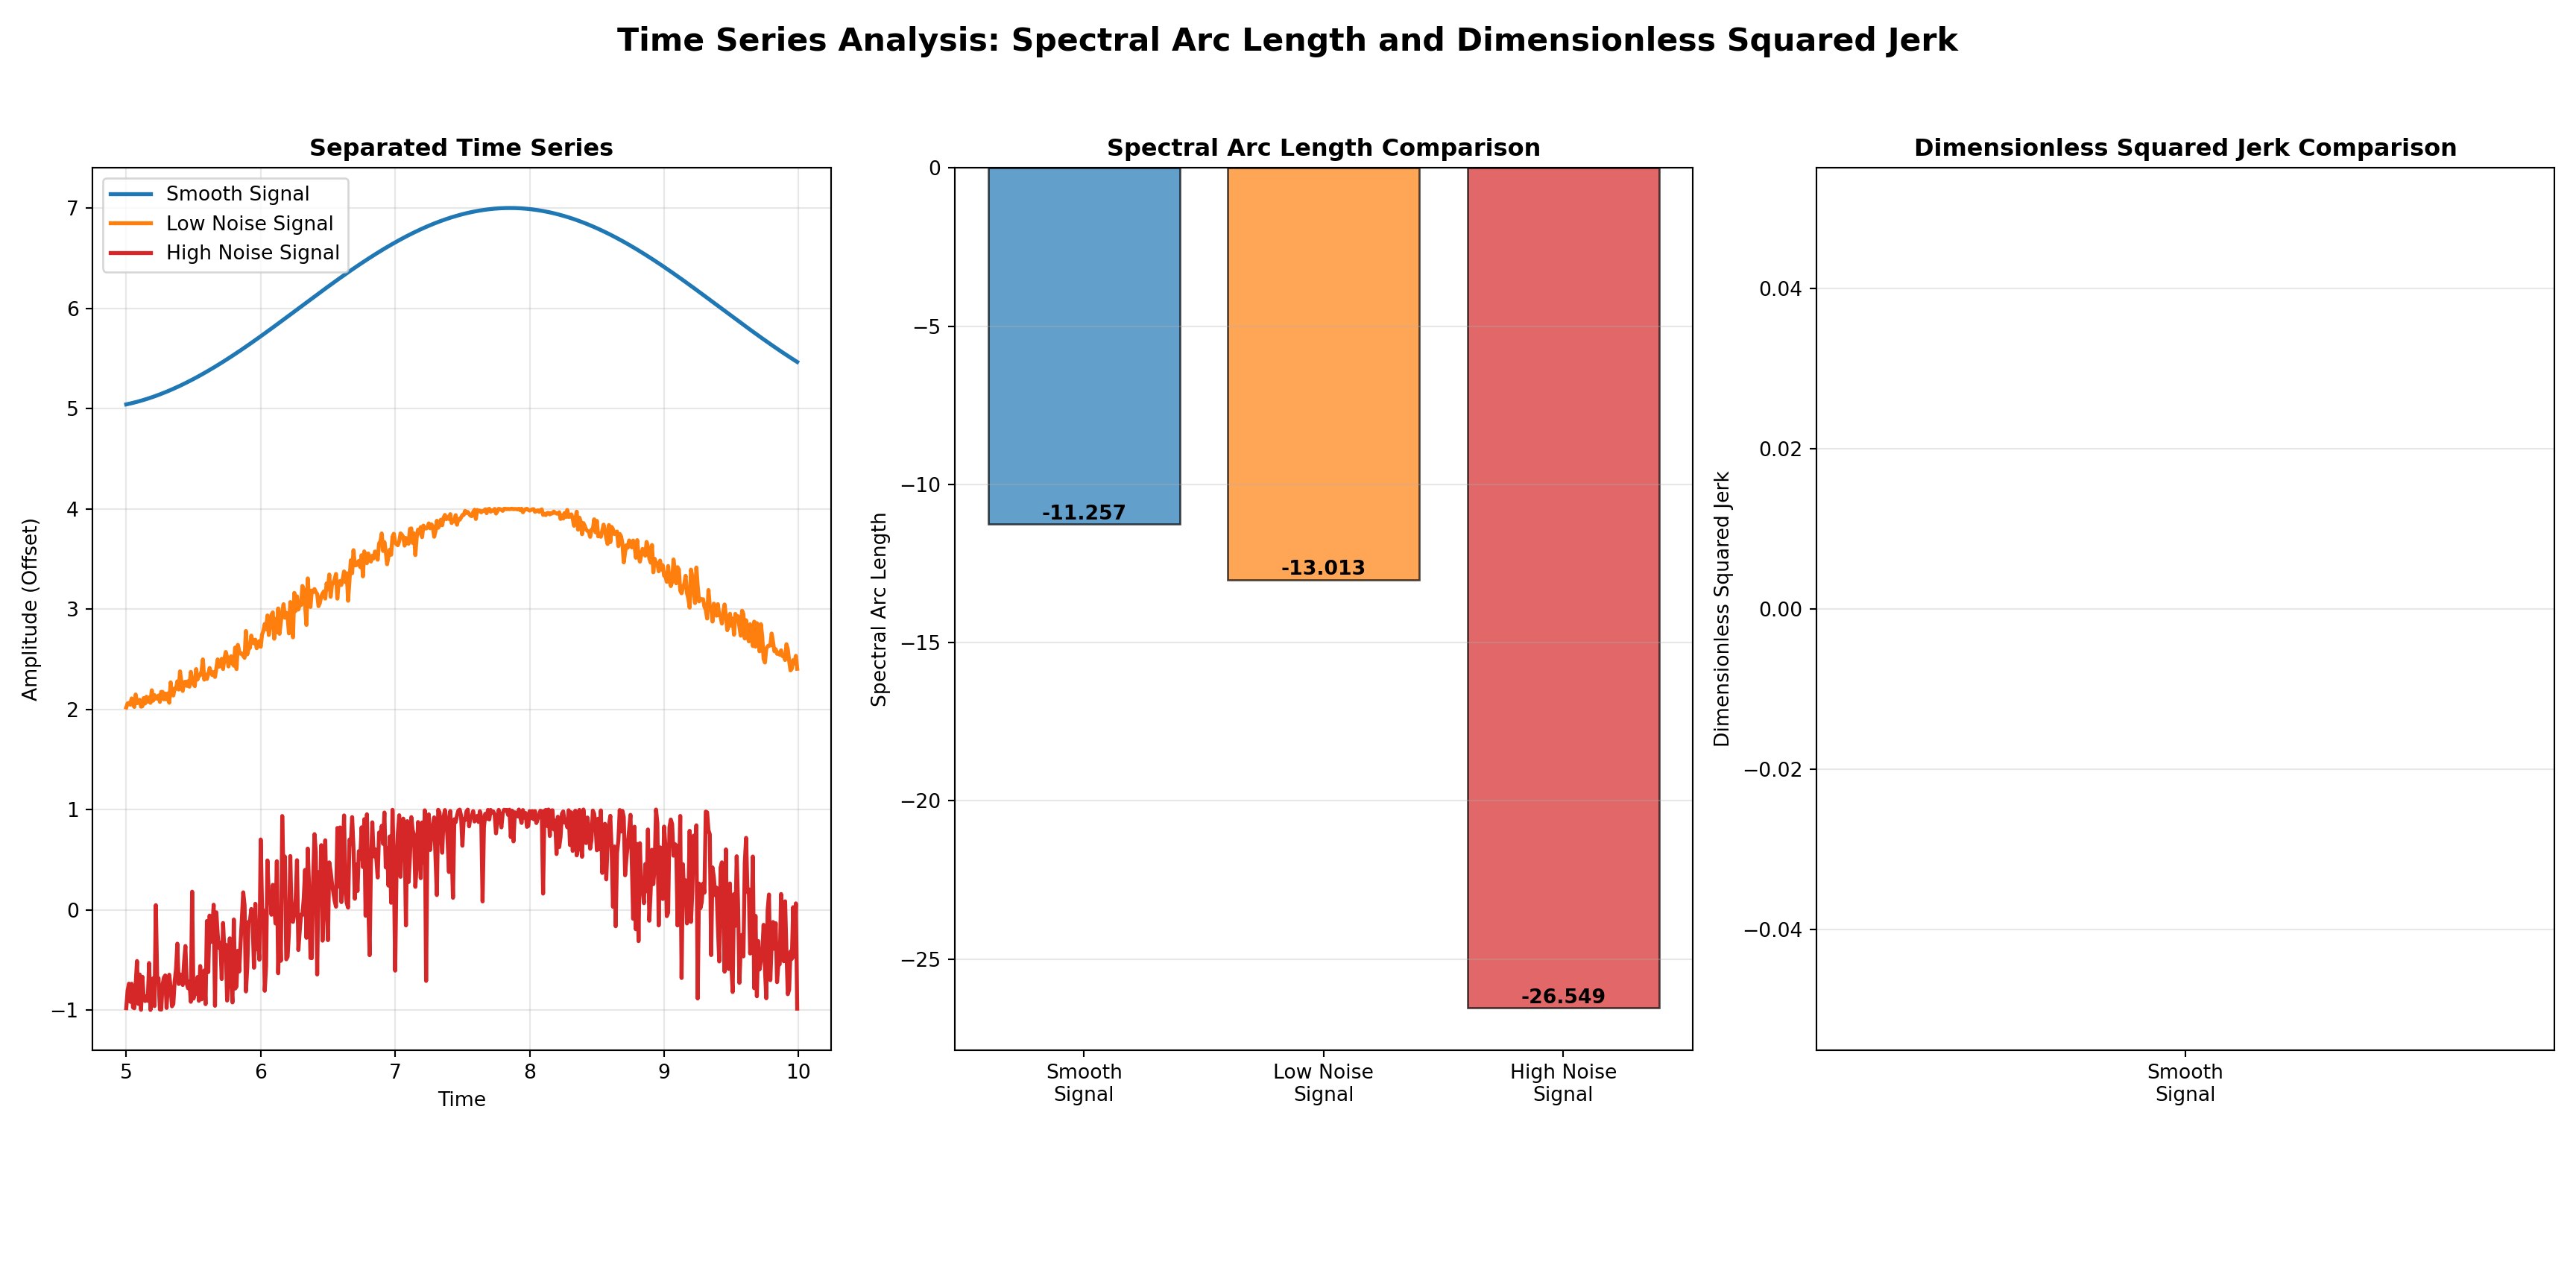 Time Series Analysis: Spectral Arc Length and Dimensionless Squared Jerk
Separated Time Series
Smooth Signal
Low Noise Signal
High Noise Signal
Amplitude (Offset)
7
6
5
4
3
2
1
0
−1
5 6 7 8 9 10
Time
Spectral Arc Length Comparison
Spectral Arc Length
0
−5
−10
−15
−20
−25
-11.257
-13.013
-26.549
Smooth
Signal
Low Noise
Signal
High Noise
Signal
Dimensionless Squared Jerk Comparison
Dimensionless Squared Jerk
0.04
0.02
0.00
−0.02
−0.04
Smooth
Signal